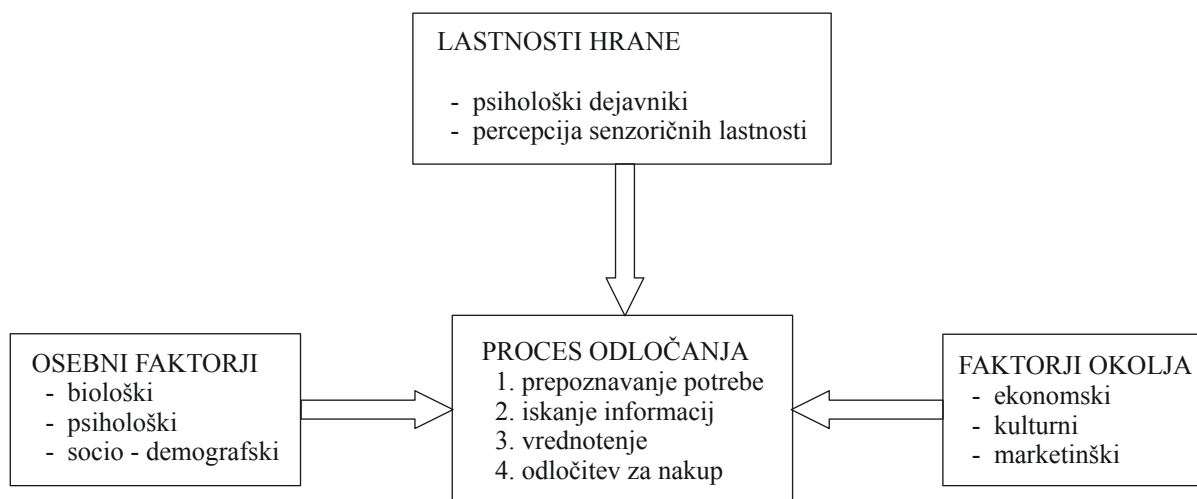 LASTNOSTI HRANE
- psihološki dejavniki
- percepcija senzoričnih lastnosti
OSEBNI FAKTORJI
- biološki
- psihološki
- socio - demografski
PROCES ODLOČANJA
1. prepoznavanje potrebe
2. iskanje informacij
3. vrednotenje
4. odločitev za nakup
FAKTORJI OKOLJA
- ekonomski
- kulturni
- marketinški